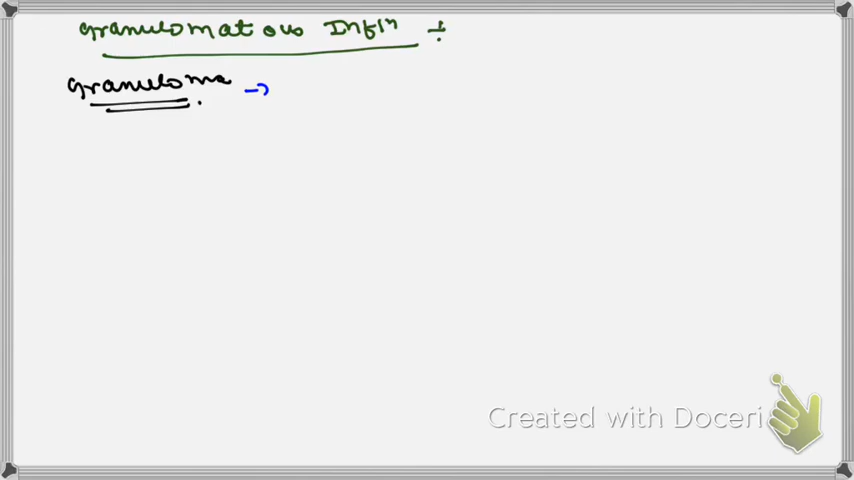 Granulomatous Infln ÷
Granuloma →
Created with Doceri